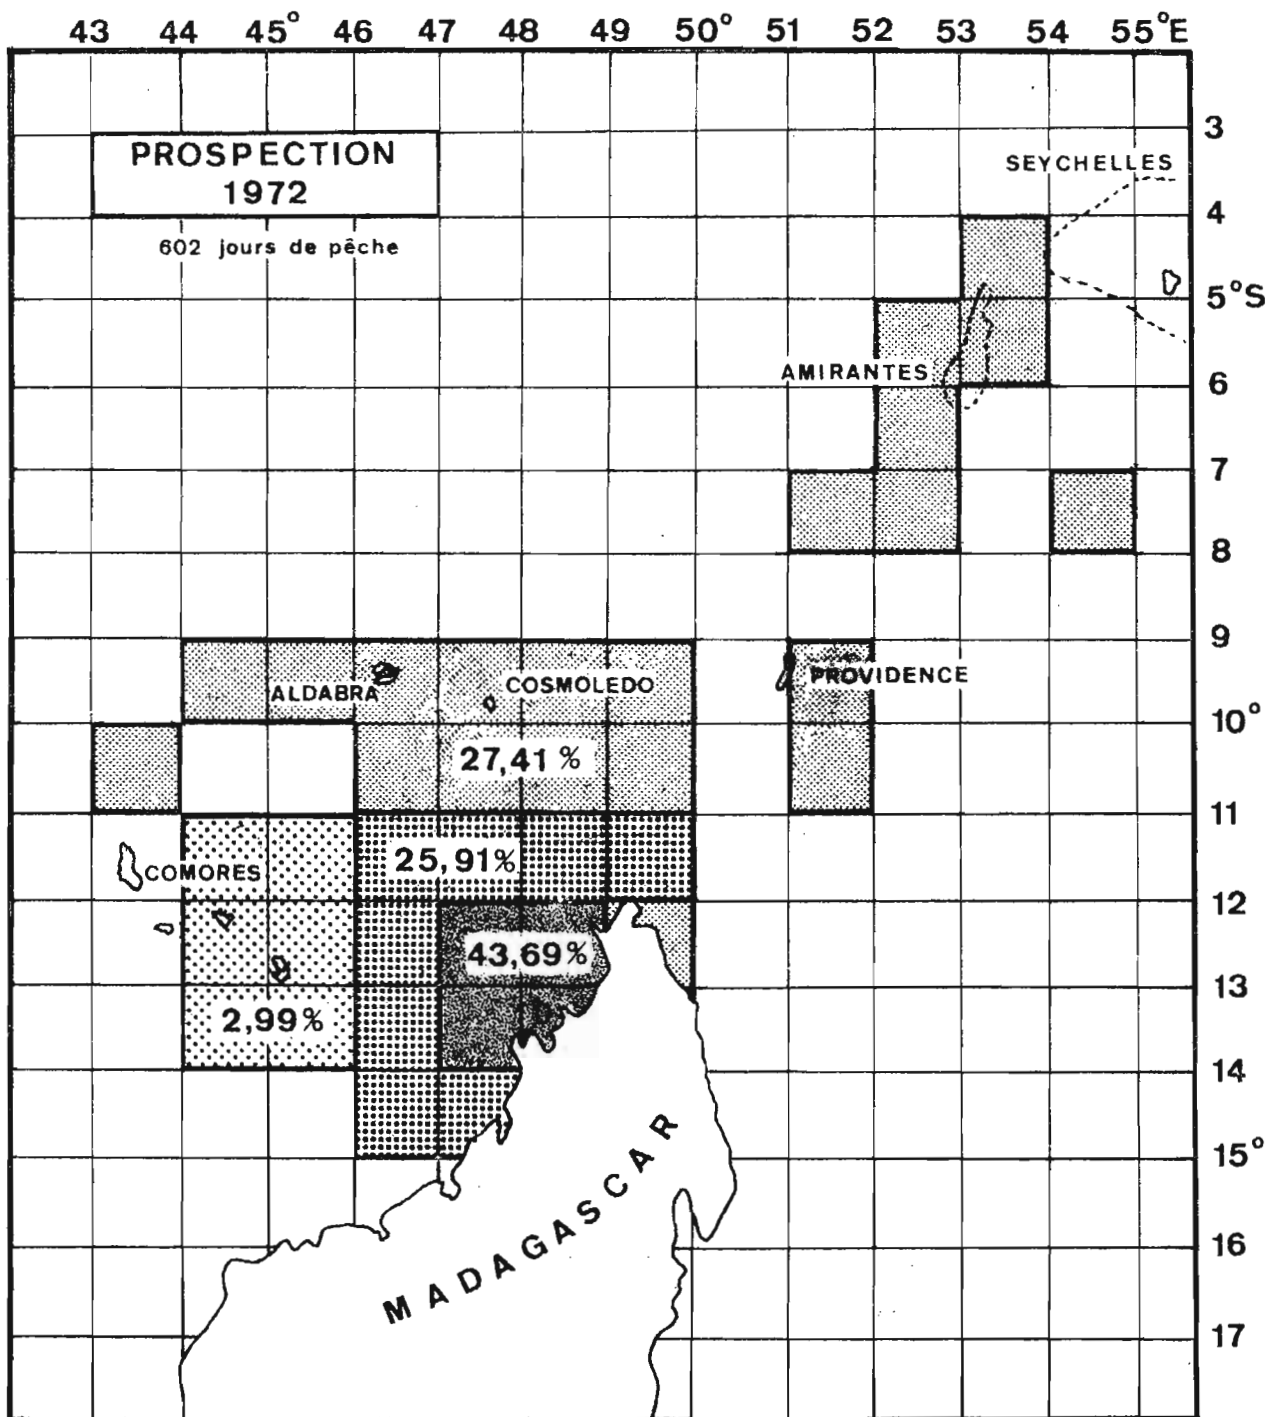 43 44 45° 46 47 48 49 50° 51 52 53 54 55°E
PROSPECTION
1972
602 jours de pêche
3
SEYCHELLES
4
5°S
AMIRANTES
6
7
8
9
ALDABRA
COSMOLEDO
PROVIDENCE
10°
27,41 %
11
25,91%
COMORES
12
43,69%
13
2,99%
14
MADAGASCAR
15°
16
17